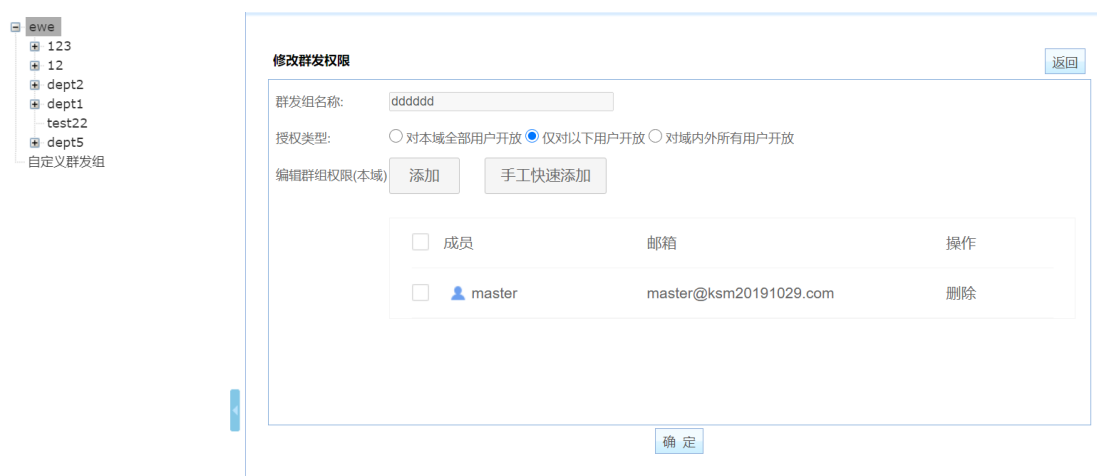 ewe
123
12
dept2
dept1
test22
dept5
自定义群发组
修改群发权限
返回
群发组名称: dddddd
授权类型: 对本域全部用户开放 仅对以下用户开放 对域内外所有用户开放
编辑群组权限(本域) 添加 手工快速添加
成员 邮箱 操作
master master@ksm20191029.com 删除
确 定